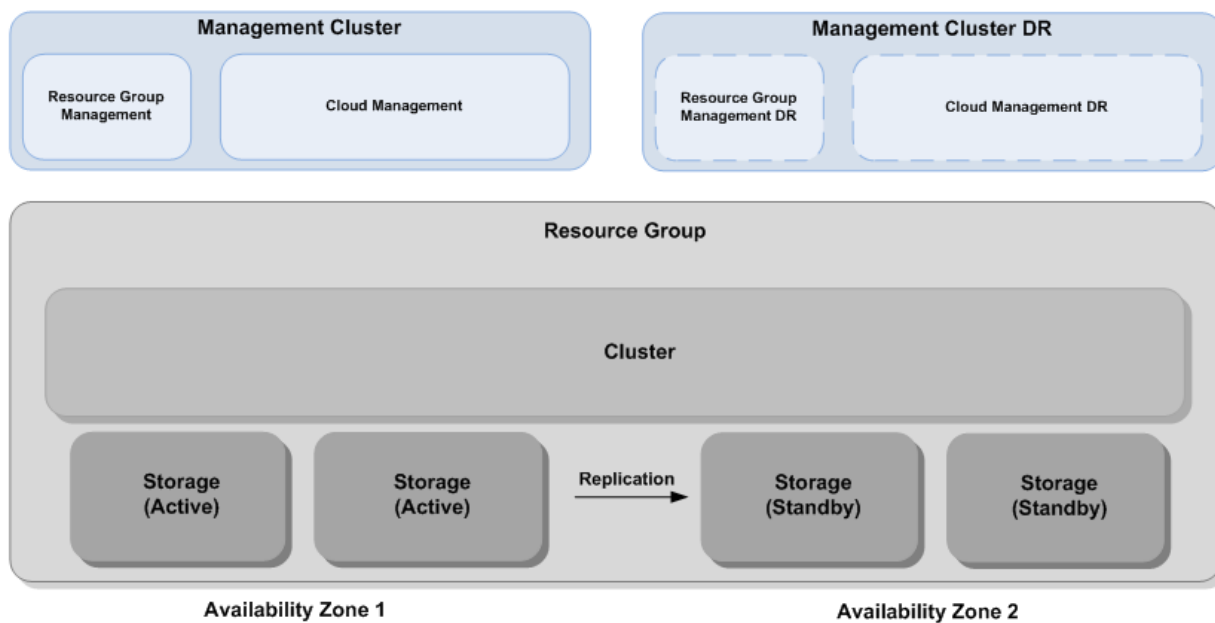 Management Cluster
Resource Group
Management
Cloud Management
Management Cluster DR
Resource Group
Management DR
Cloud Management DR
Resource Group
Cluster
Storage
(Active)
Storage
(Active)
Replication
Storage
(Standby)
Storage
(Standby)
Availability Zone 1
Availability Zone 2